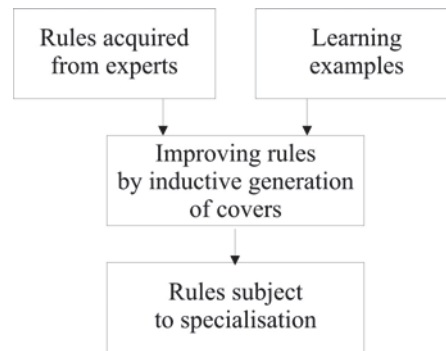 Rules acquired
from experts
Learning
examples
Improving rules
by inductive generation
of covers
Rules subject
to specialisation